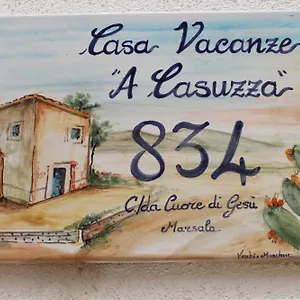 Casa Vacanze
"A Casuzza"
834
C/da Cuore di Gesù
Marsala